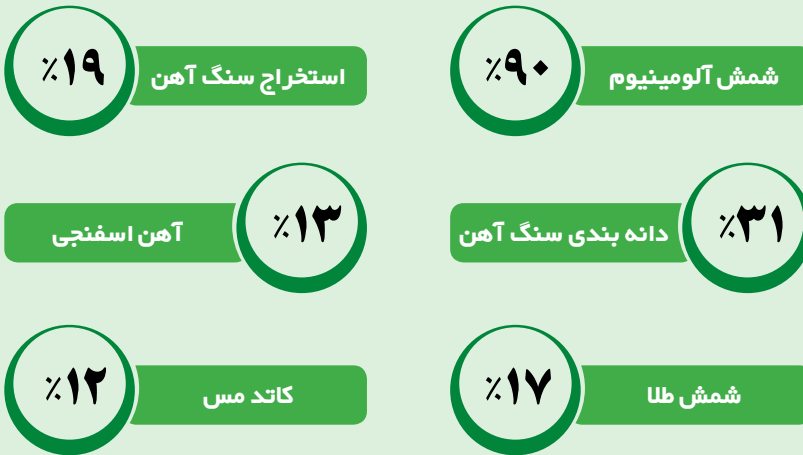 شمش آلومینیوم
٪۹۰
استخراج سنگ آهن
٪۱۹
٪۳۱
دانه بندی سنگ آهن
٪۱۳
آهن اسفنجی
شمش طلا
٪۱۷
کاتد مس
٪۱۲